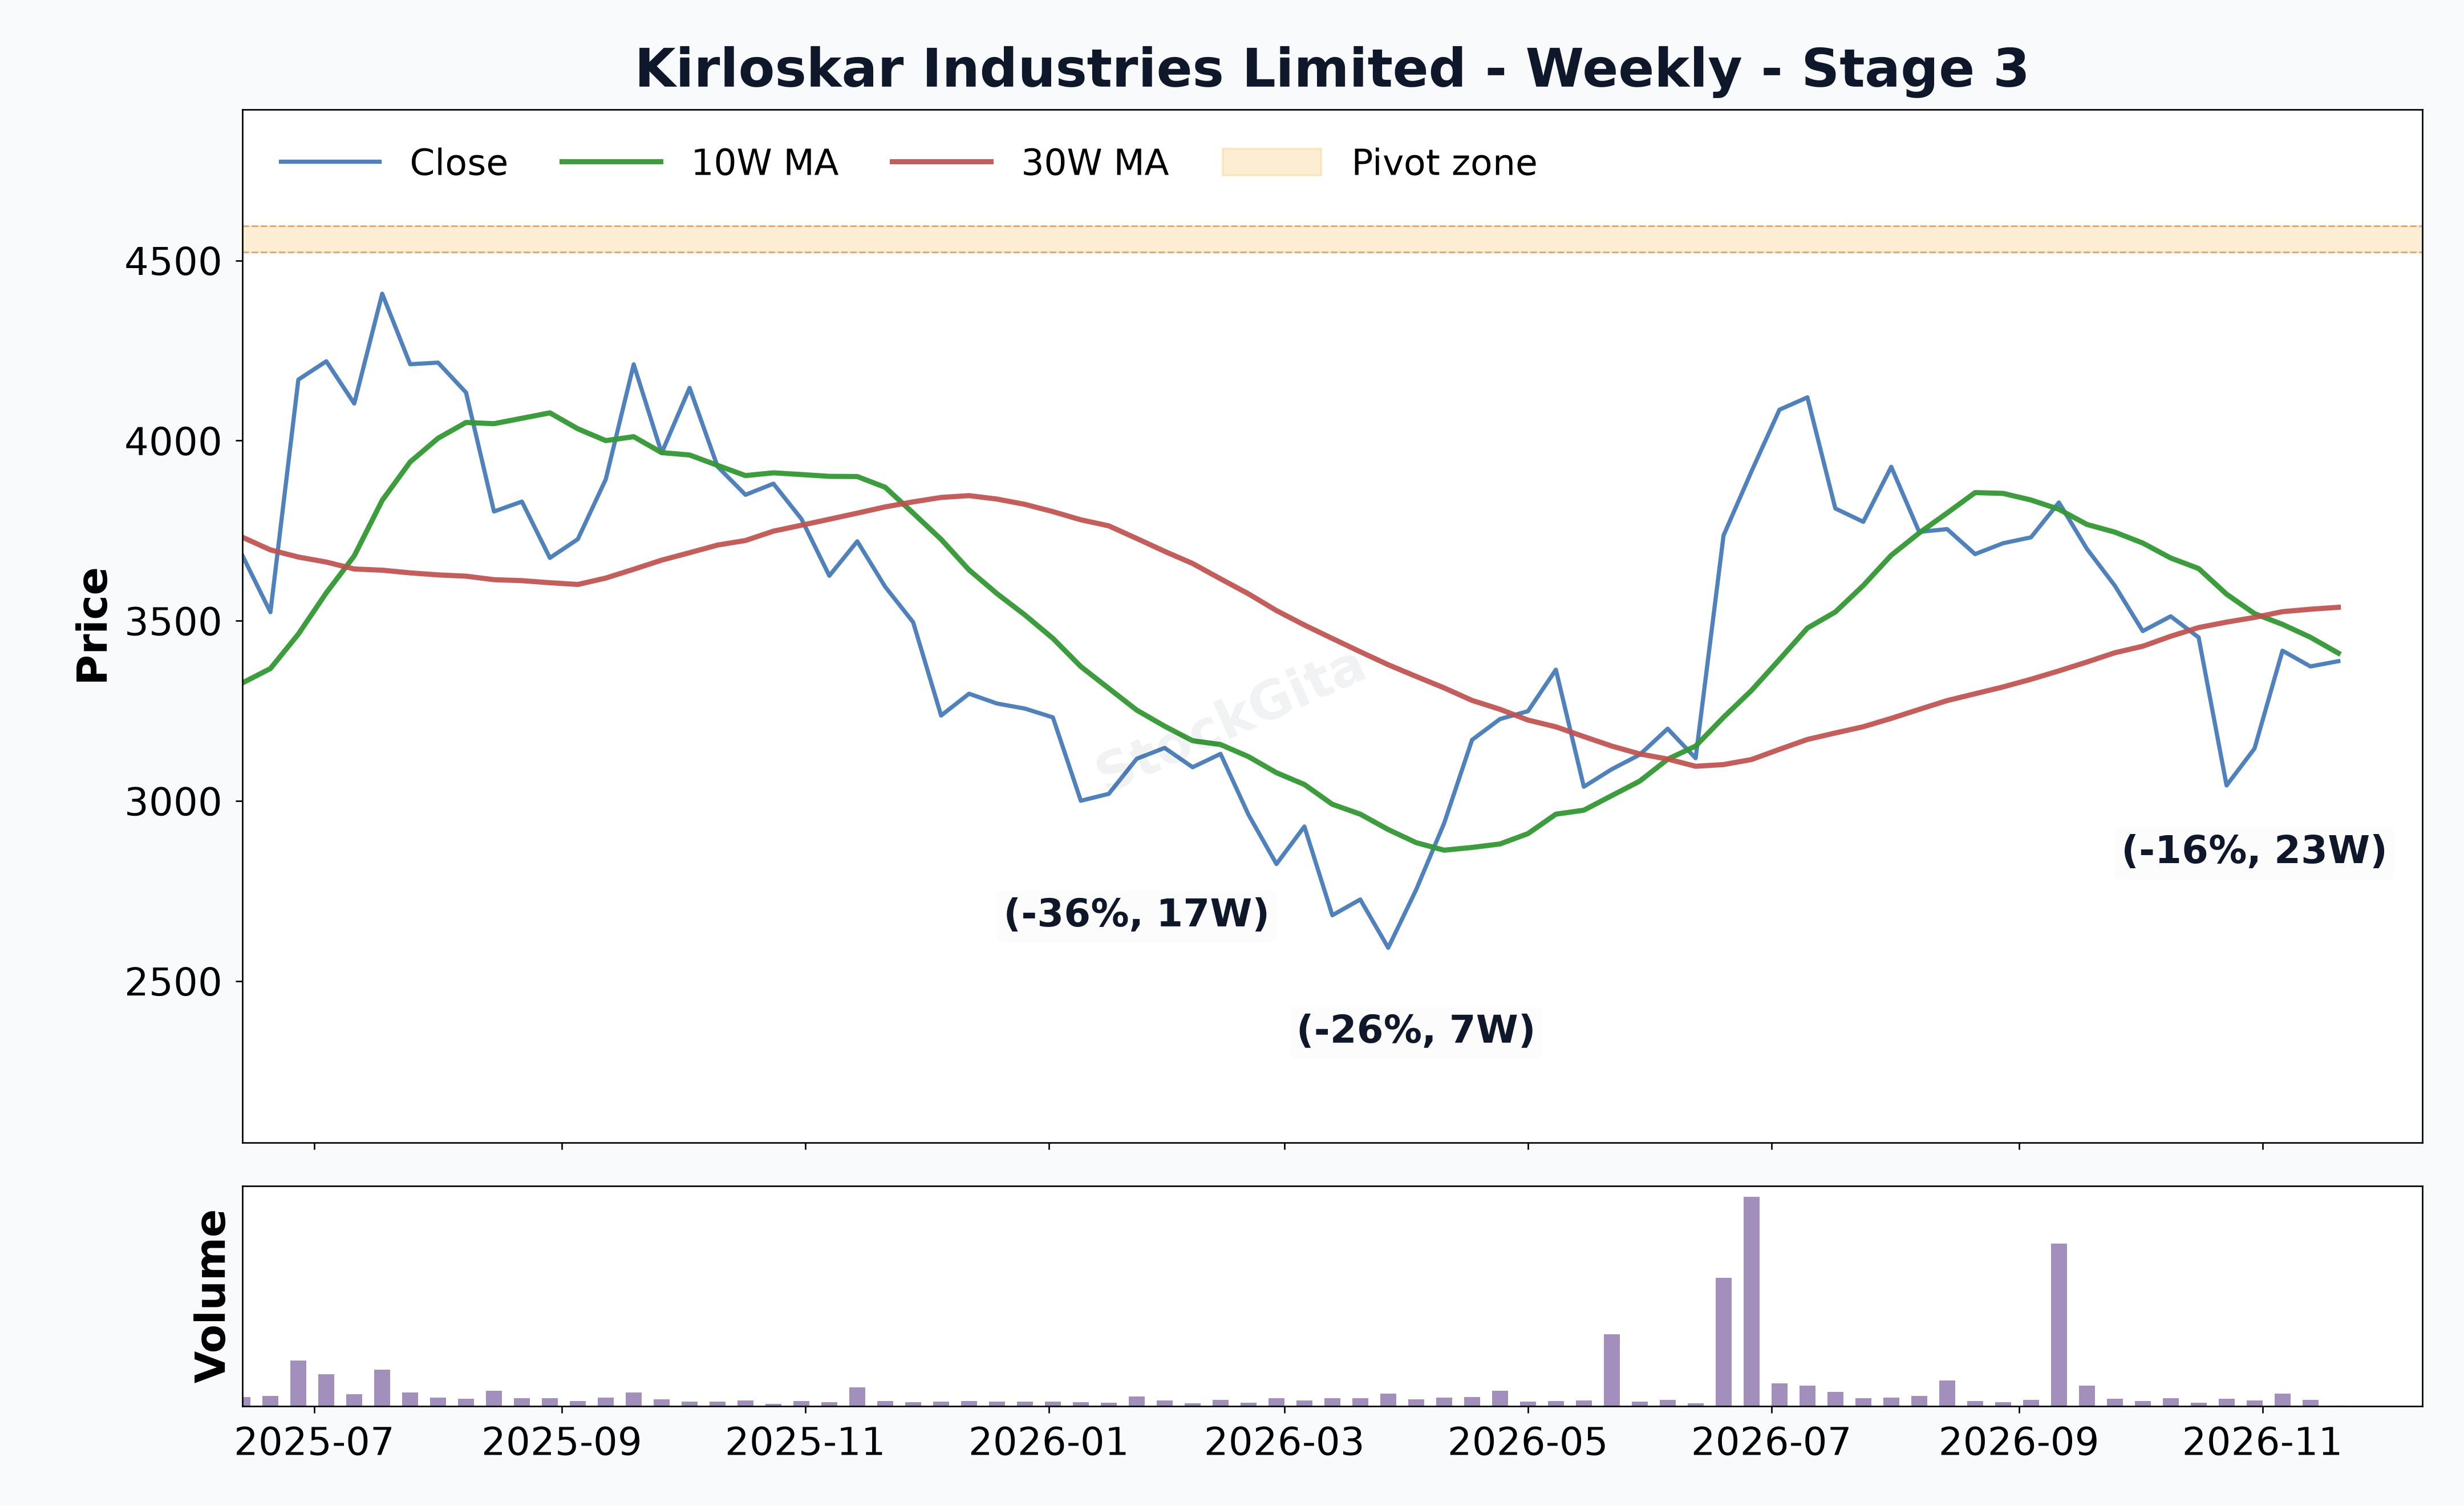 Kirloskar Industries Limited - Weekly - Stage 3
Close 10W MA 30W MA Pivot zone
Price
4500
4000
3500
3000
2500
StockGita
(-16%, 23W)
(-36%, 17W)
(-26%, 7W)
Volume
2025-07 2025-09 2025-11 2026-01 2026-03 2026-05 2026-07 2026-09 2026-11